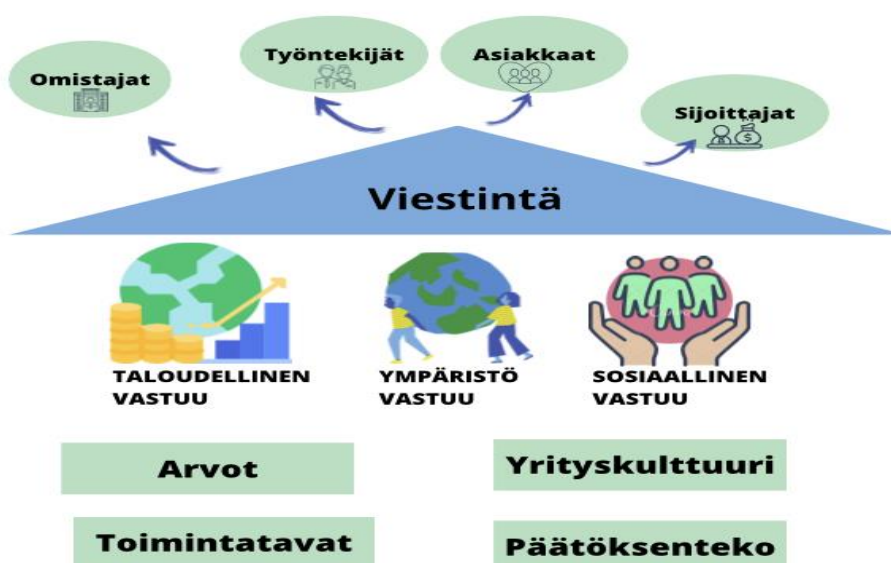 Omistajat
Työntekijät
Asiakkaat
Sijoittajat
Viestintä
TALOUDELLINEN
VASTUU
YMPÄRISTÖ
VASTUU
SOSIAALLINEN
VASTUU
Arvot
Yrityskulttuuri
Toimintatavat
Päätöksenteko